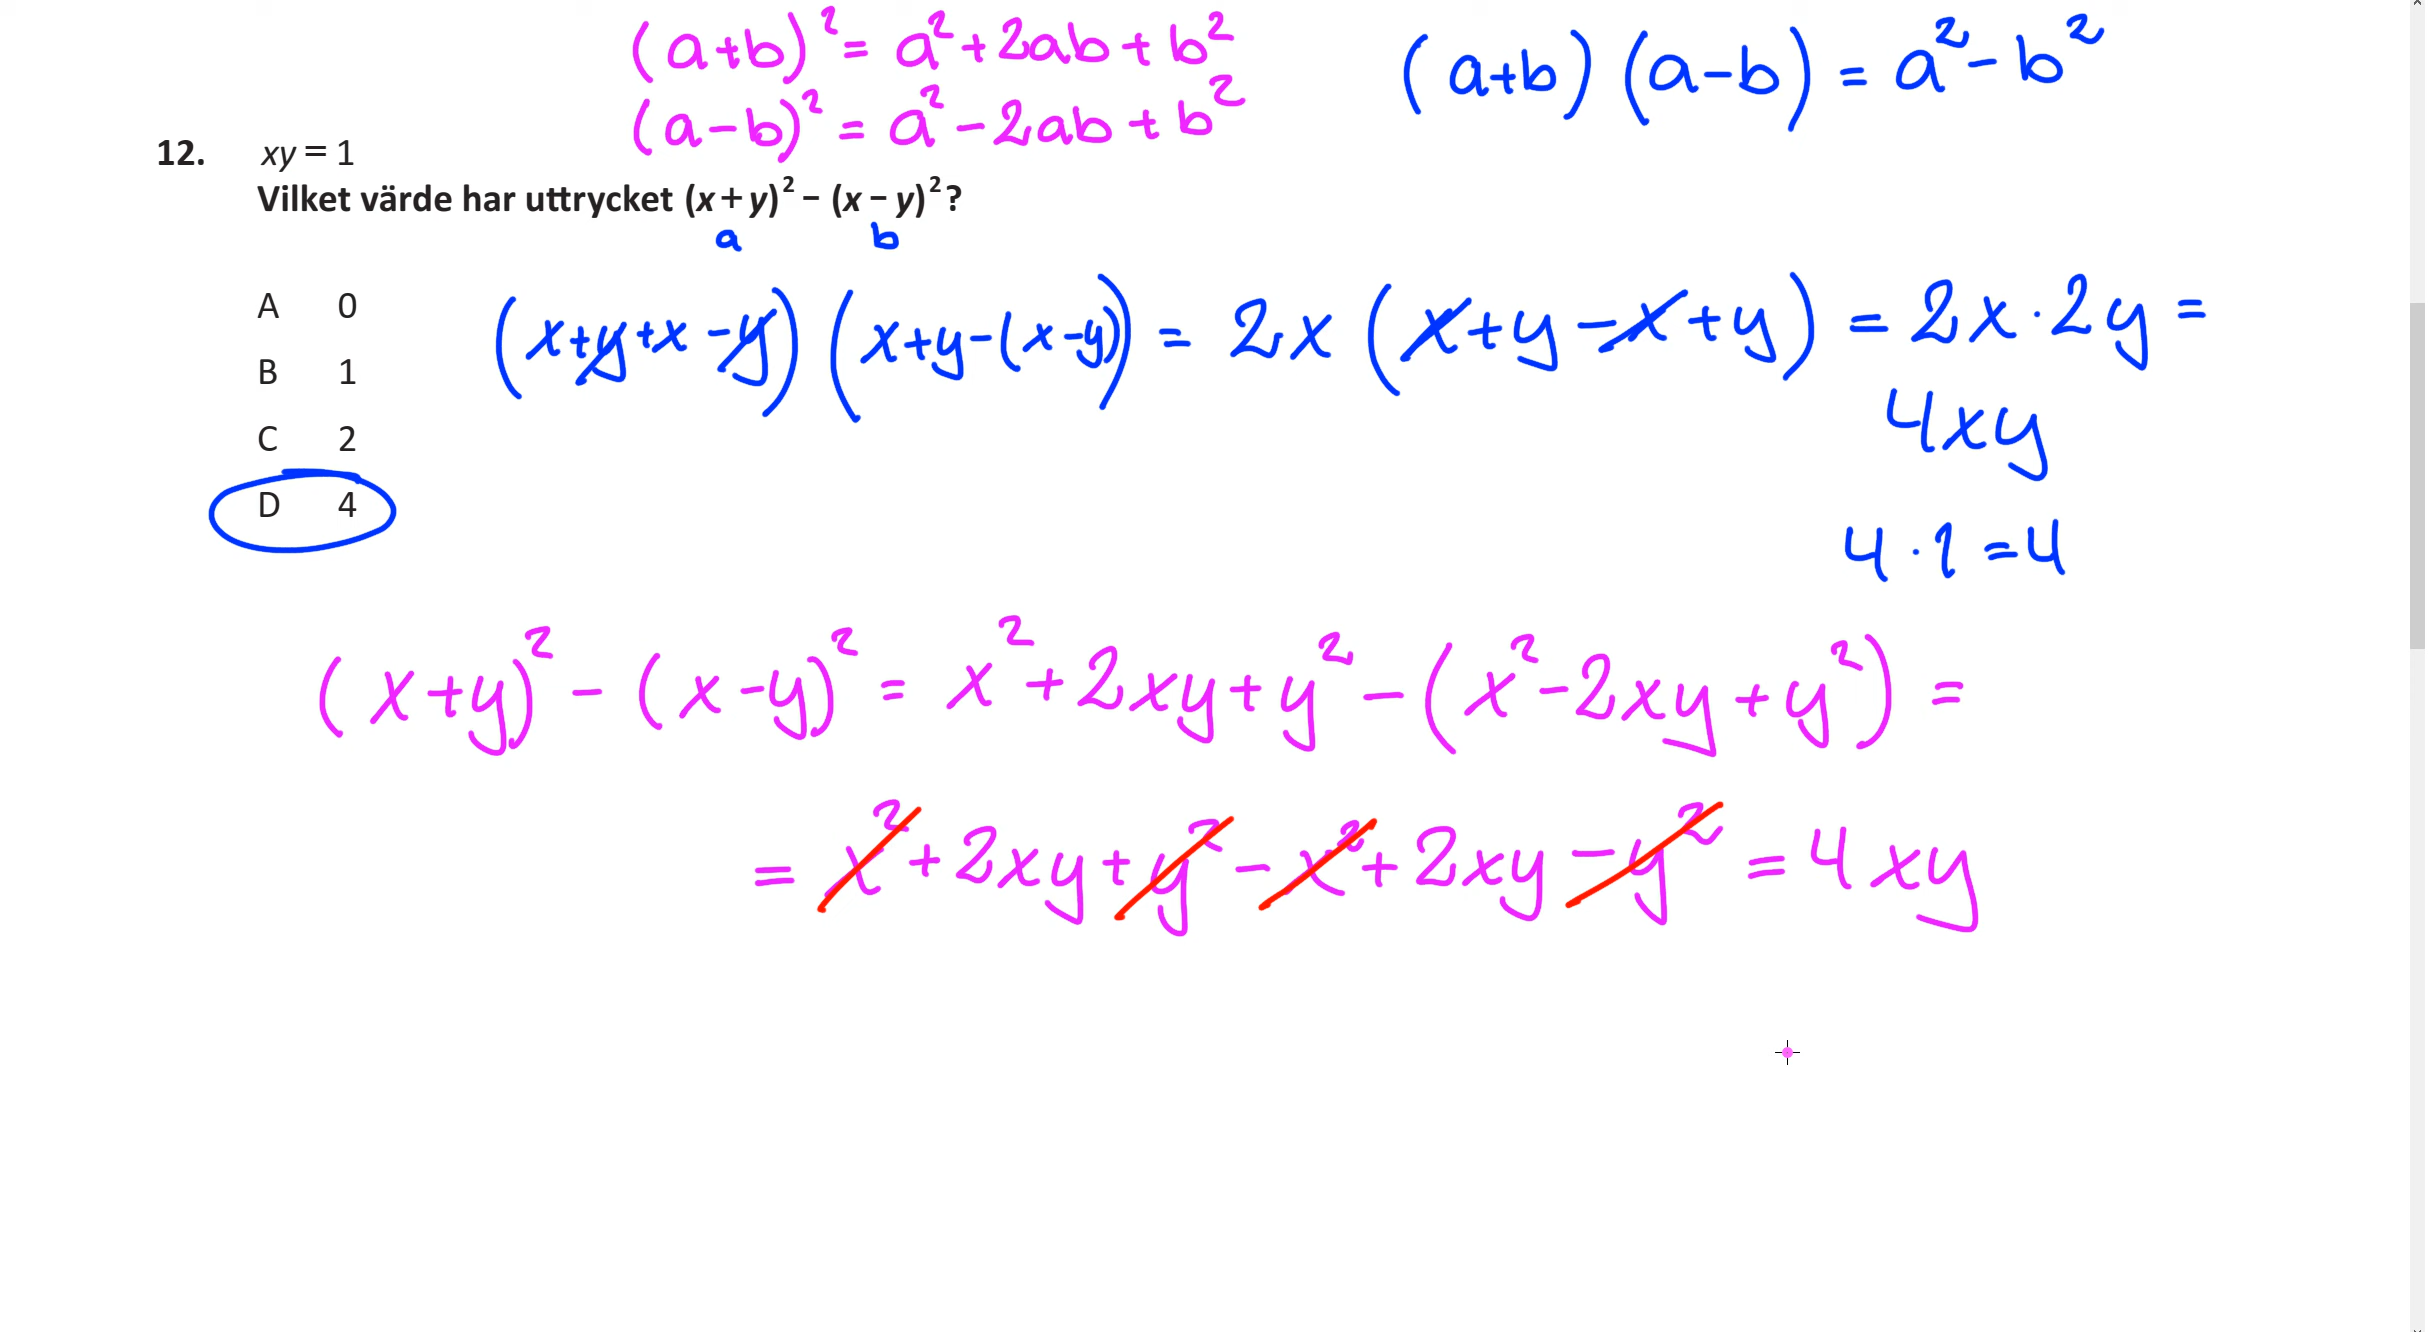 (a+b)² = a² + 2ab + b²
(a-b)² = a² - 2ab + b²
(a+b)(a-b) = a² - b²
12. xy = 1
Vilket värde har uttrycket (x + y)² – (x – y)²?
a b
A 0
B 1
C 2
D 4
(x+y+x-y)(x+y-(x-y)) = 2x(x+y-x+y) = 2x·2y =
4xy
4·1=4
(x+y)² - (x-y)² = x² + 2xy + y² - (x² - 2xy + y²) =
= x² + 2xy + y² - x² + 2xy - y² = 4xy